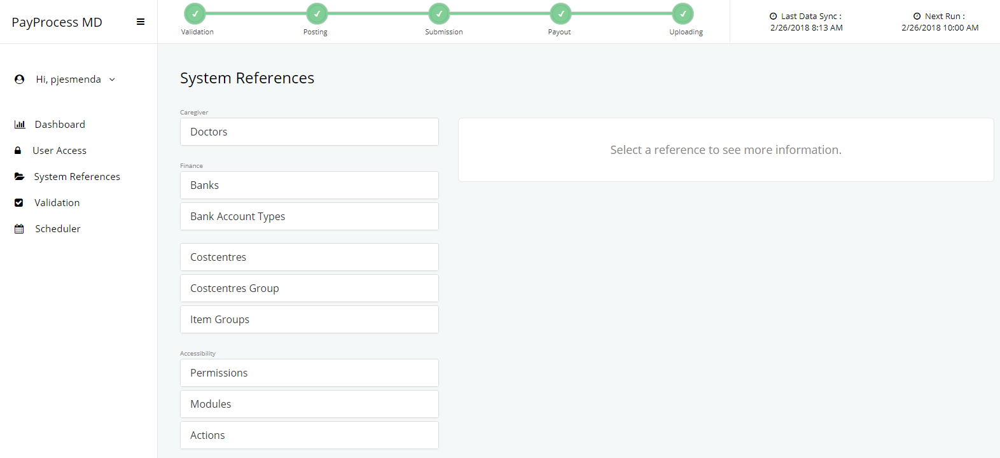 PayProcess MD
Validation
Posting
Submission
Payout
Uploading
Last Data Sync :
2/26/2018 8:13 AM
Next Run :
2/26/2018 10:00 AM
Hi, pjesmenda
Dashboard
User Access
System References
Validation
Scheduler
System References
Caregiver
Doctors
Finance
Banks
Bank Account Types
Costcentres
Costcentres Group
Item Groups
Accessibility
Permissions
Modules
Actions
Select a reference to see more information.